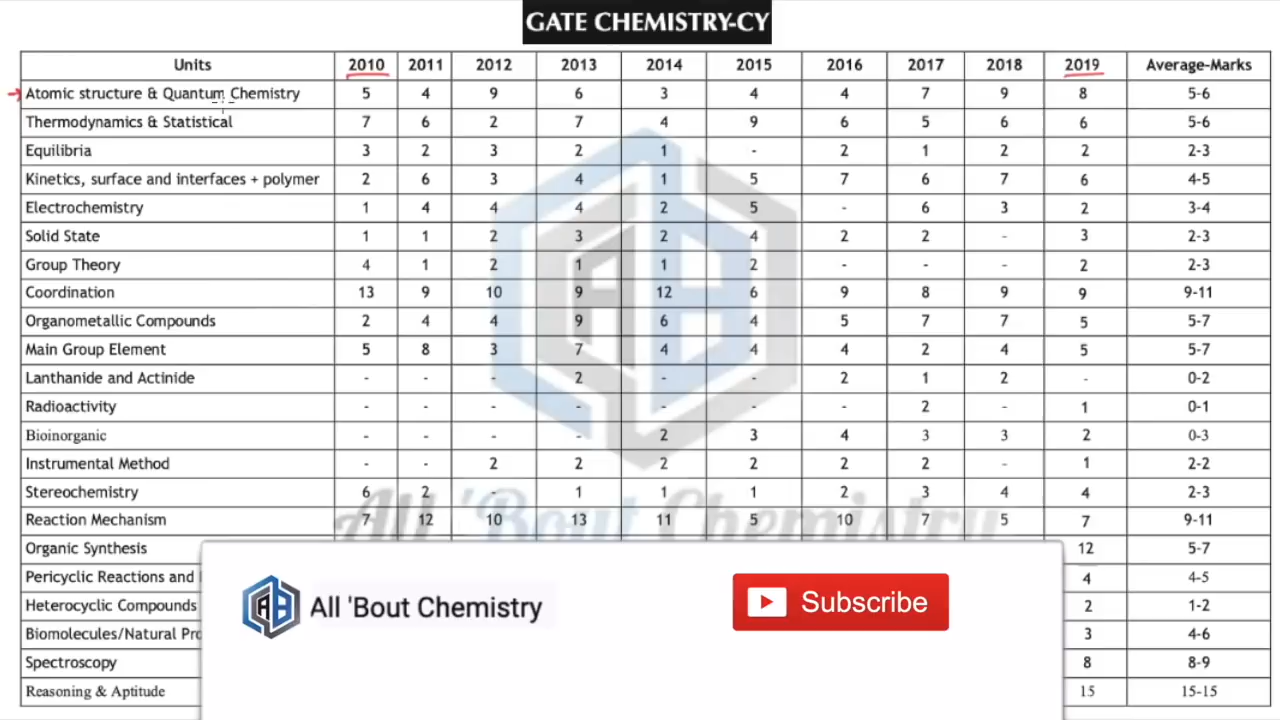 GATE CHEMISTRY-CY
Units 2010 2011 2012 2013 2014 2015 2016 2017 2018 2019 Average-Marks
Atomic structure & Quantum Chemistry 5 4 9 6 3 4 4 7 9 8 5-6
Thermodynamics & Statistical 7 6 2 7 4 9 6 5 6 6 5-6
Equilibria 3 2 3 2 1 - 2 1 2 2 2-3
Kinetics, surface and interfaces + polymer 2 6 3 4 1 5 7 6 7 6 4-5
Electrochemistry 1 4 4 4 2 5 - 6 3 2 3-4
Solid State 1 1 2 3 2 4 2 2 - 3 2-3
Group Theory 4 1 2 1 1 2 - - - 2 2-3
Coordination 13 9 10 9 12 6 9 8 9 9 9-11
Organometallic Compounds 2 4 4 9 6 4 5 7 7 5 5-7
Main Group Element 5 8 3 7 4 4 4 2 4 5 5-7
Lanthanide and Actinide - - - 2 - - 2 1 2 - 0-2
Radioactivity - - - - - - - 2 - 1 0-1
Bioinorganic - - - - 2 3 4 3 3 2 0-3
Instrumental Method - - 2 2 2 2 2 2 - 1 2-2
Stereochemistry 6 2 - 1 1 1 2 3 4 4 2-3
All 'Bout Chemistry
Reaction Mechanism 7 12 10 13 11 5 10 7 5 7 9-11
Organic Synthesis 12 5-7
Pericyclic Reactions and 4 4-5
Heterocyclic Compounds 2 1-2
Biomolecules/Natural 3 4-6
Spectroscopy 8 8-9
Reasoning & Aptitude 15 15-15
AB All 'Bout Chemistry
Subscribe